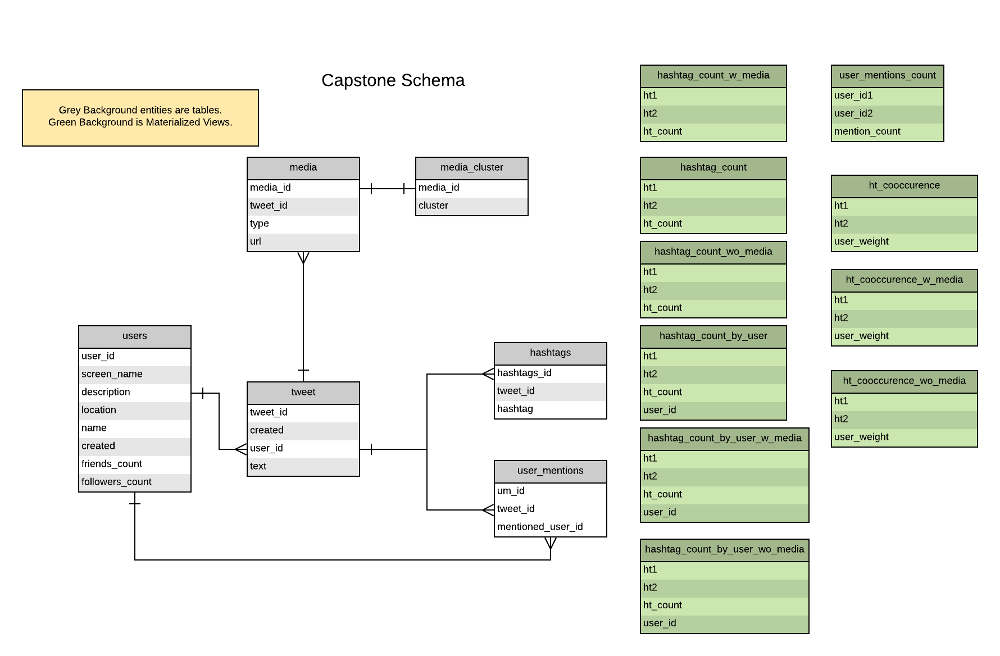 Capstone Schema
Grey Background entities are tables.
Green Background is Materialized Views.
media
media_id
tweet_id
type
url
media_cluster
media_id
cluster
users
user_id
screen_name
description
location
name
created
friends_count
followers_count
tweet
tweet_id
created
user_id
text
hashtags
hashtags_id
tweet_id
hashtag
user_mentions
um_id
tweet_id
mentioned_user_id
hashtag_count_w_media
ht1
ht2
ht_count
hashtag_count
ht1
ht2
ht_count
hashtag_count_wo_media
ht1
ht2
ht_count
hashtag_count_by_user
ht1
ht2
ht_count
user_id
hashtag_count_by_user_w_media
ht1
ht2
ht_count
user_id
hashtag_count_by_user_wo_media
ht1
ht2
ht_count
user_id
user_mentions_count
user_id1
user_id2
mention_count
ht_cooccurence
ht1
ht2
user_weight
ht_cooccurence_w_media
ht1
ht2
user_weight
ht_cooccurence_wo_media
ht1
ht2
user_weight